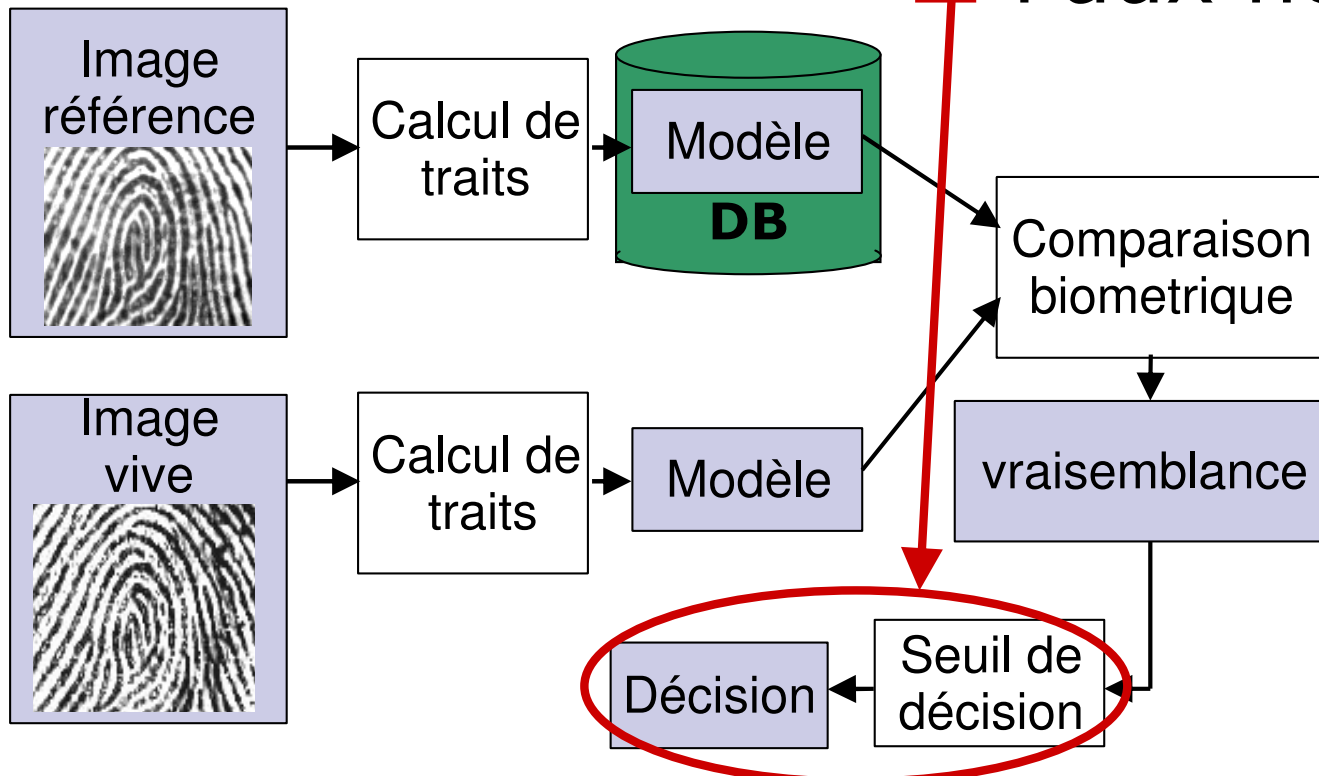 Image
référence
Calcul de
traits
Modèle
DB
Comparaison
biometrique
Image
vive
Calcul de
traits
Modèle
vraisemblance
Décision
Seuil de
décision